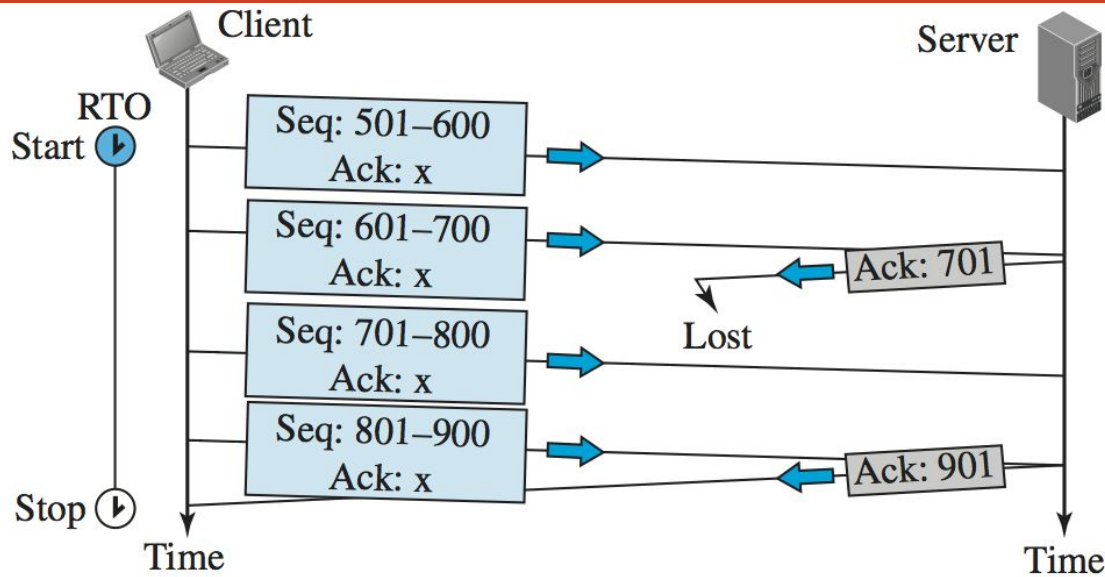 Client
Server
RTO
Start
Seq: 501–600
Ack: x
Seq: 601–700
Ack: x
Ack: 701
Lost
Seq: 701–800
Ack: x
Seq: 801–900
Ack: x
Ack: 901
Stop
Time
Time